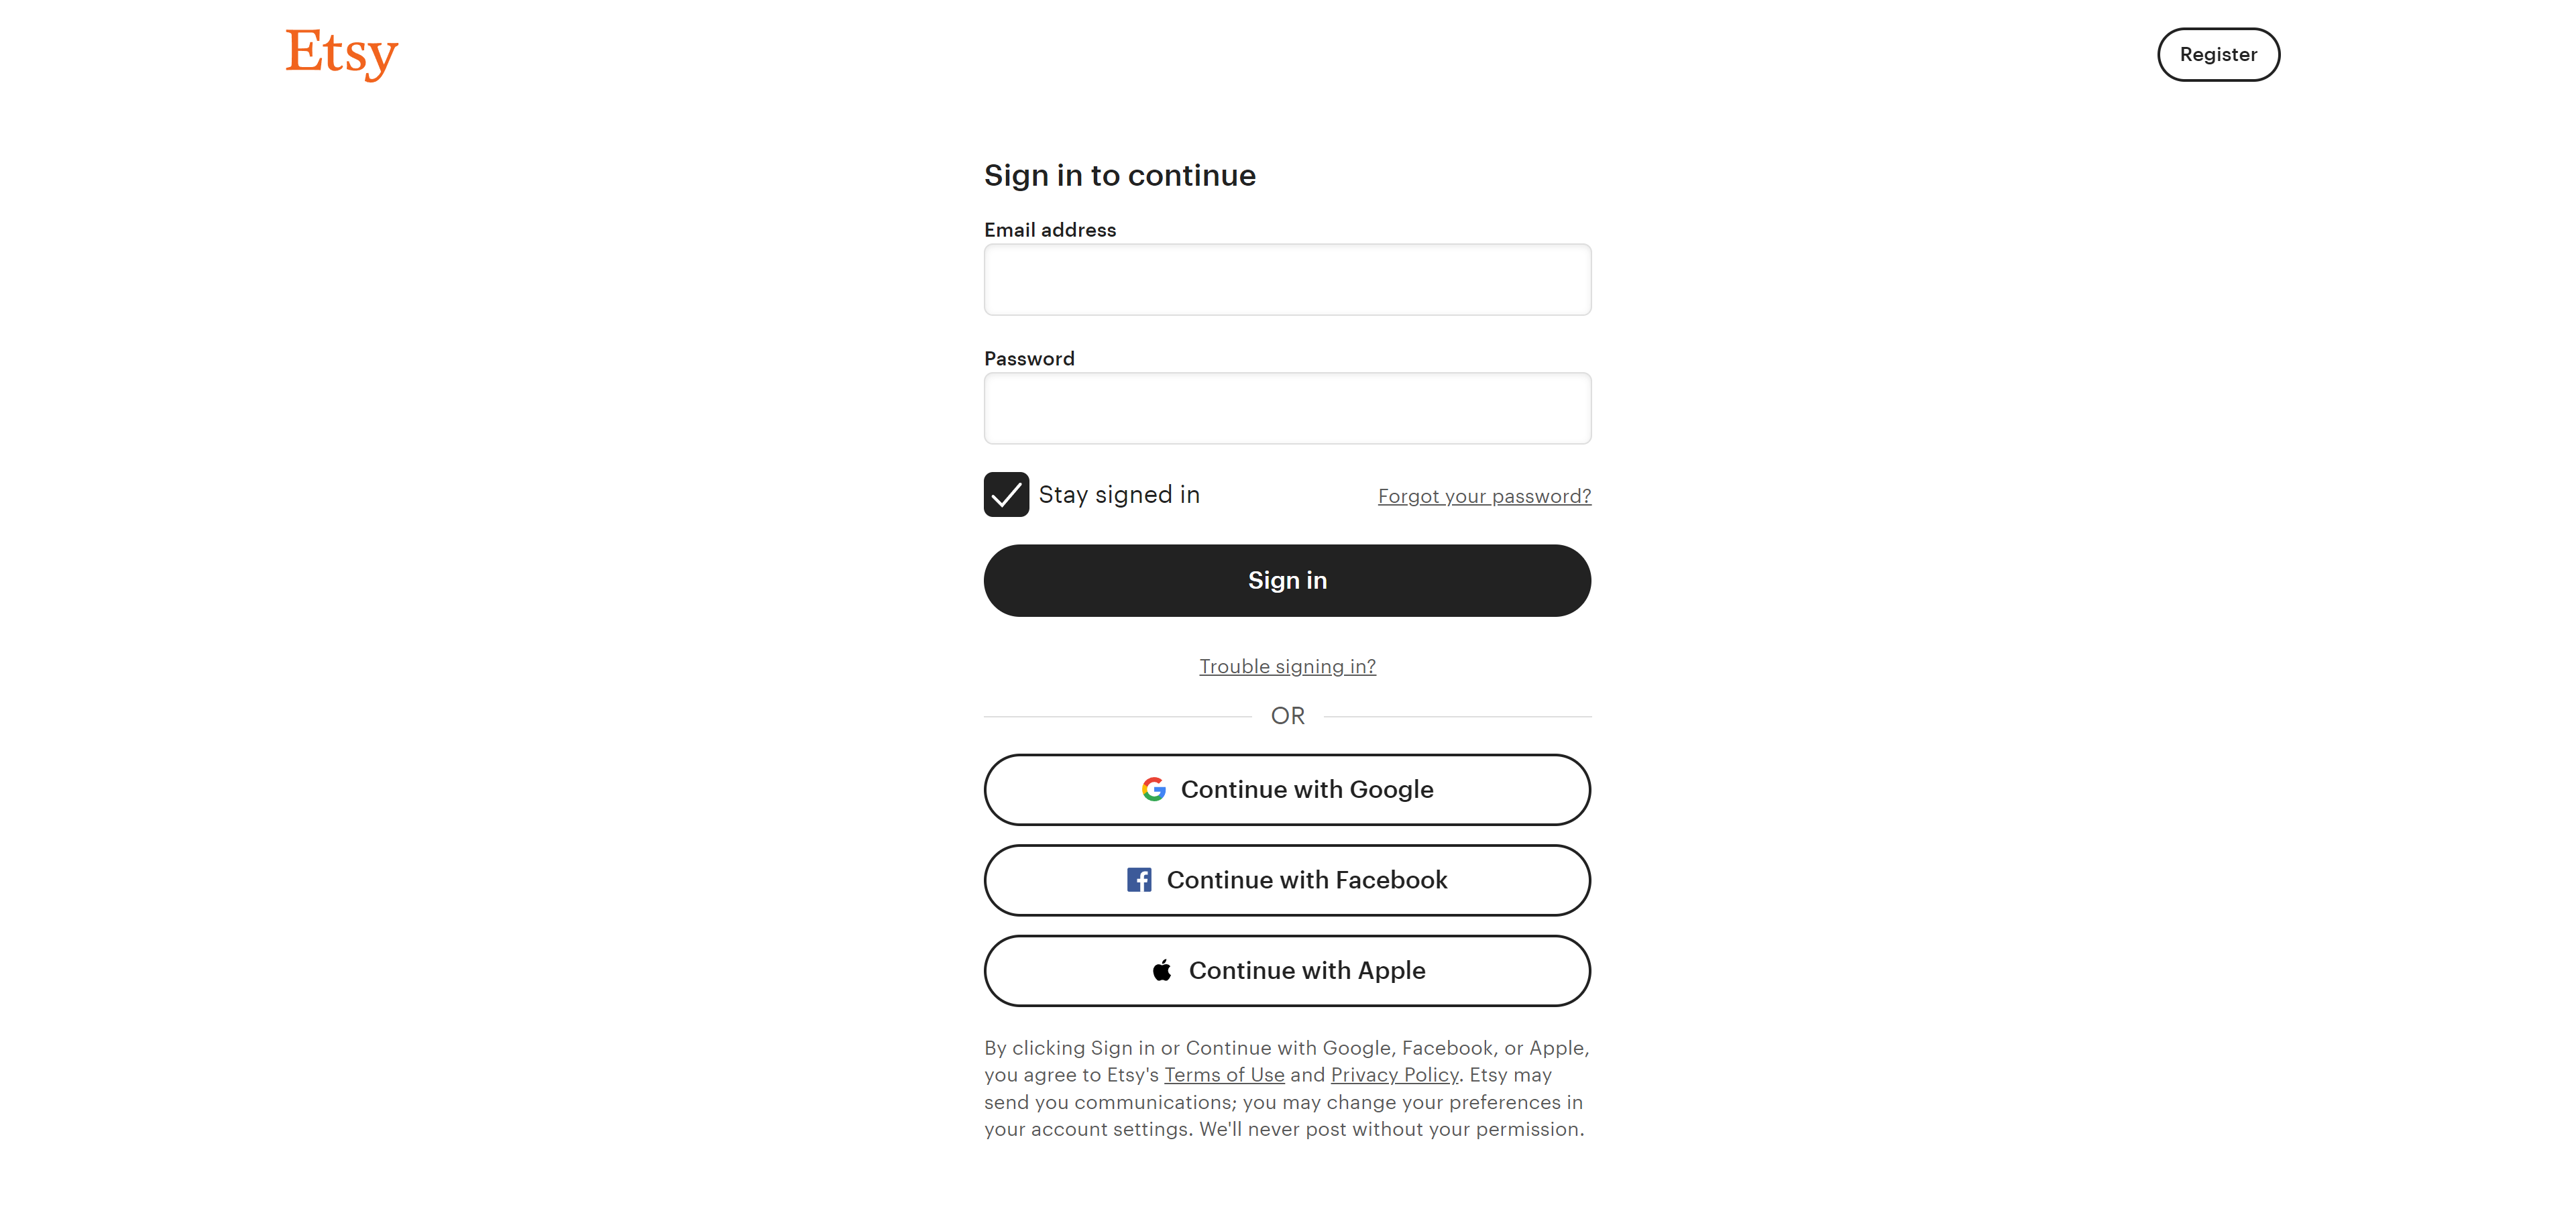 Etsy
Register
Sign in to continue
Email address
Password
Stay signed in
Forgot your password?
Sign in
Trouble signing in?
OR
Continue with Google
Continue with Facebook
Continue with Apple
By clicking Sign in or Continue with Google, Facebook, or Apple,
you agree to Etsy's Terms of Use and Privacy Policy. Etsy may
send you communications; you may change your preferences in
your account settings. We'll never post without your permission.